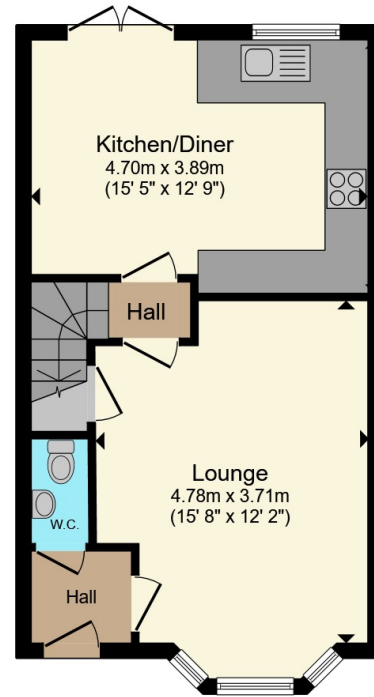 Kitchen/Diner
4.70m x 3.89m
(15' 5" x 12' 9")
Hall
Lounge
4.78m x 3.71m
(15' 8" x 12' 2")
W.C.
Hall